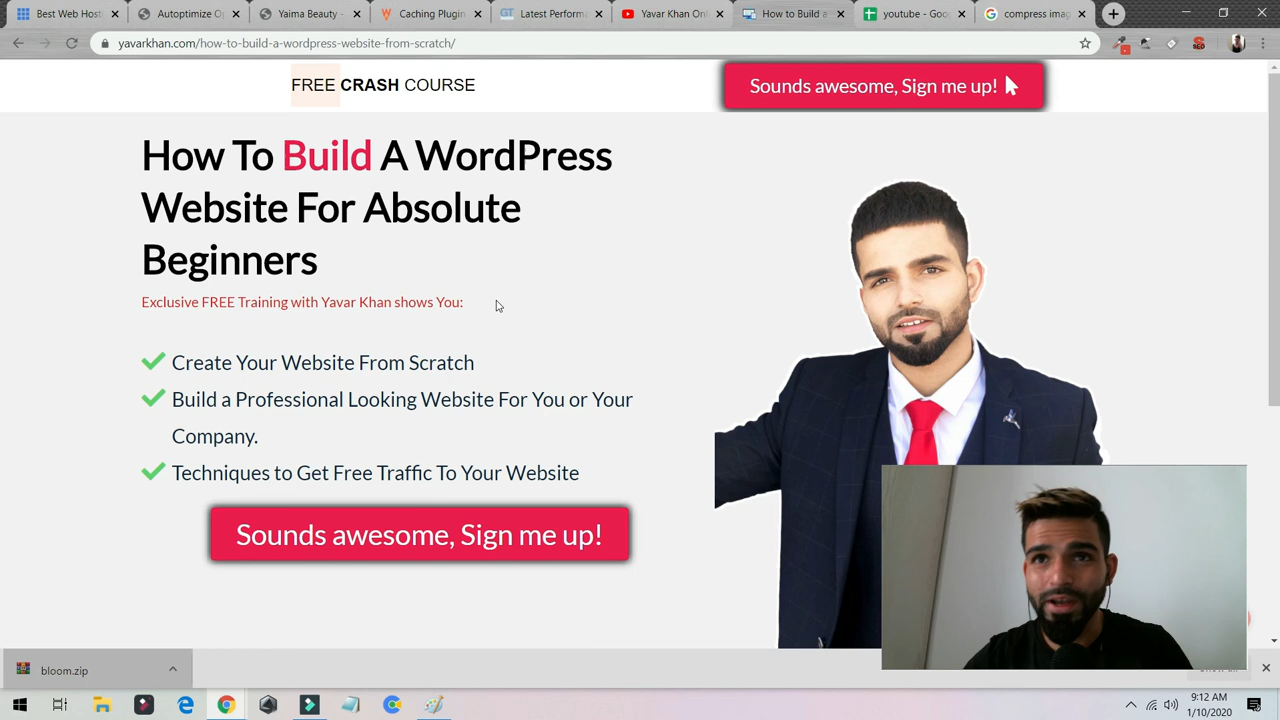 Best Web Host
Autoptimize Op
Yaima Beauty -
Caching Plugin
Latest Perform
Yavar Khan Onl
How to Build a
youtube - Goo
compress imag
yavarkhan.com/how-to-build-a-wordpress-website-from-scratch/
FREE CRASH COURSE
Sounds awesome, Sign me up!
How To Build A WordPress
Website For Absolute
Beginners
Exclusive FREE Training with Yavar Khan shows You:
Create Your Website From Scratch
Build a Professional Looking Website For You or Your
Company.
Techniques to Get Free Traffic To Your Website
Sounds awesome, Sign me up!
bloom.zip
9:12 AM
1/10/2020